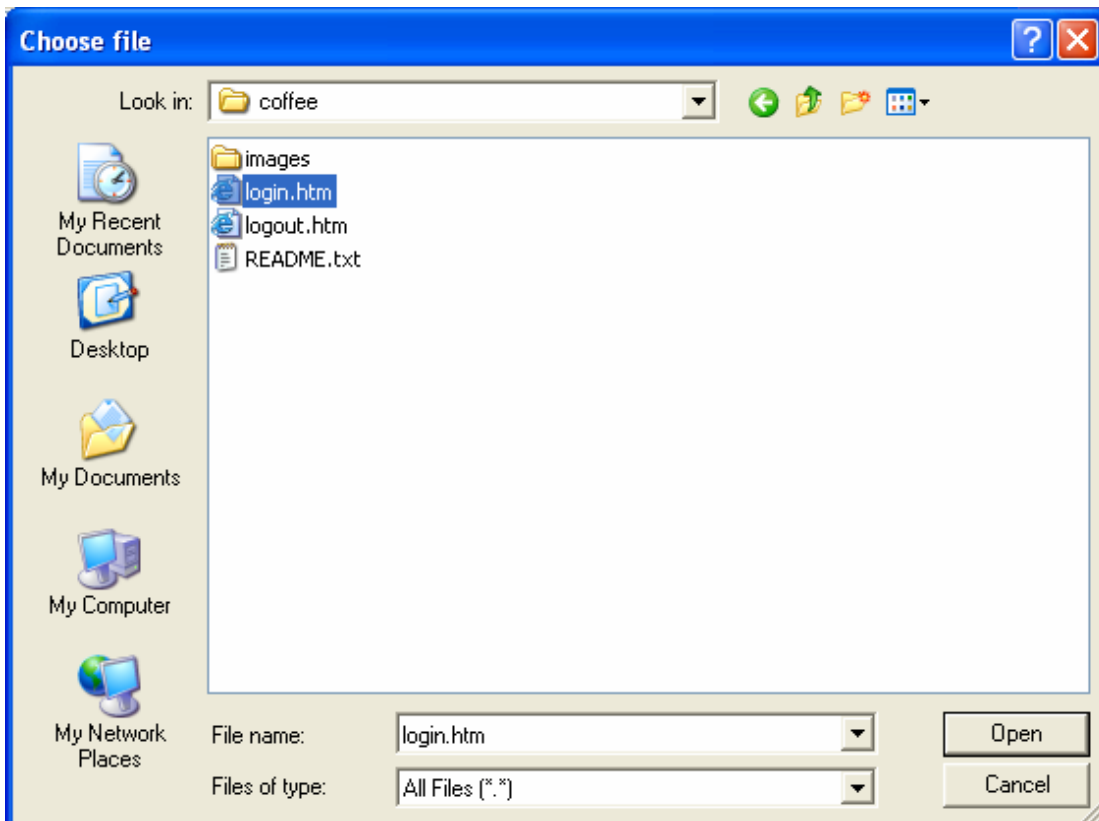 Choose file
Look in:
coffee
images
login.htm
logout.htm
README.txt
My Recent
Documents
Desktop
My Documents
My Computer
My Network
Places
File name:
login.htm
Open
Files of type:
All Files (*.*)
Cancel